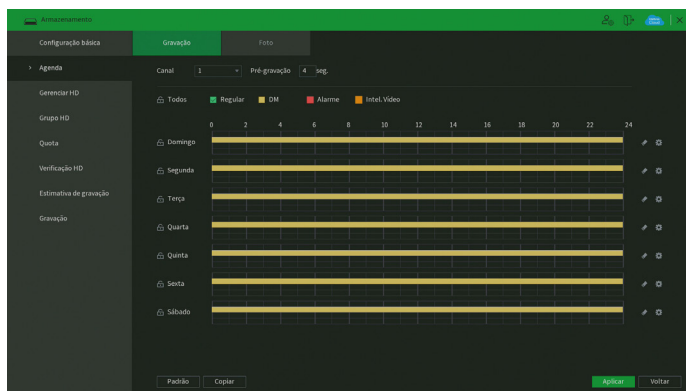 Armazenamento
Configuração básica
Gravação
Foto
Agenda
Canal 1 Pré-gravação 4 seg.
Gerenciar HD
Todos Regular DM Alarme Intel. Vídeo
Grupo HD
0 2 4 6 8 10 12 14 16 18 20 22 24
Quota
Domingo
Verificação HD
Segunda
Estimativa de gravação
Terça
Gravação
Quarta
Quinta
Sexta
Sábado
Padrão Copiar Aplicar Voltar